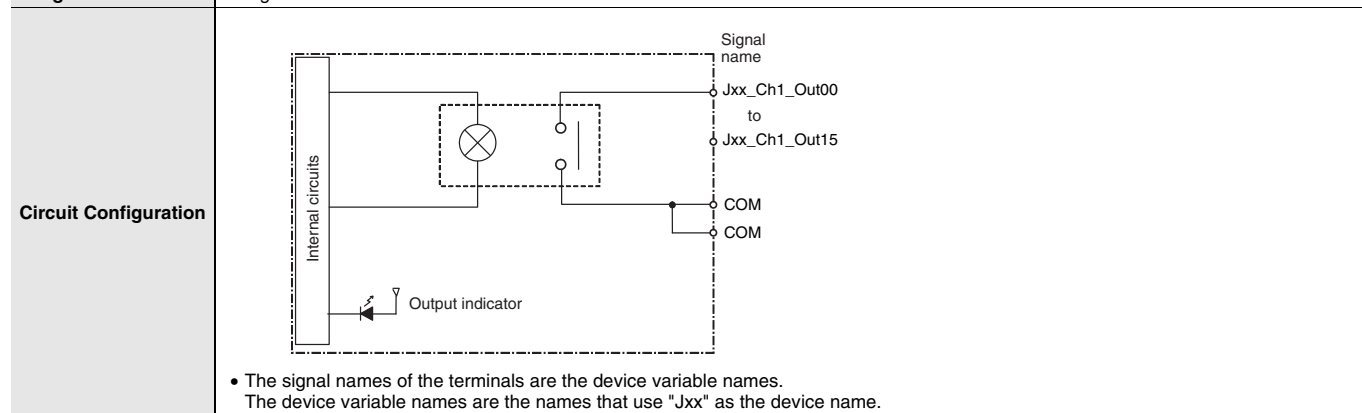 Circuit Configuration
Signal
name
Jxx_Ch1_Out00
to
Jxx_Ch1_Out15
Internal circuits
COM
COM
Output indicator
• The signal names of the terminals are the device variable names.
The device variable names are the names that use "Jxx" as the device name.